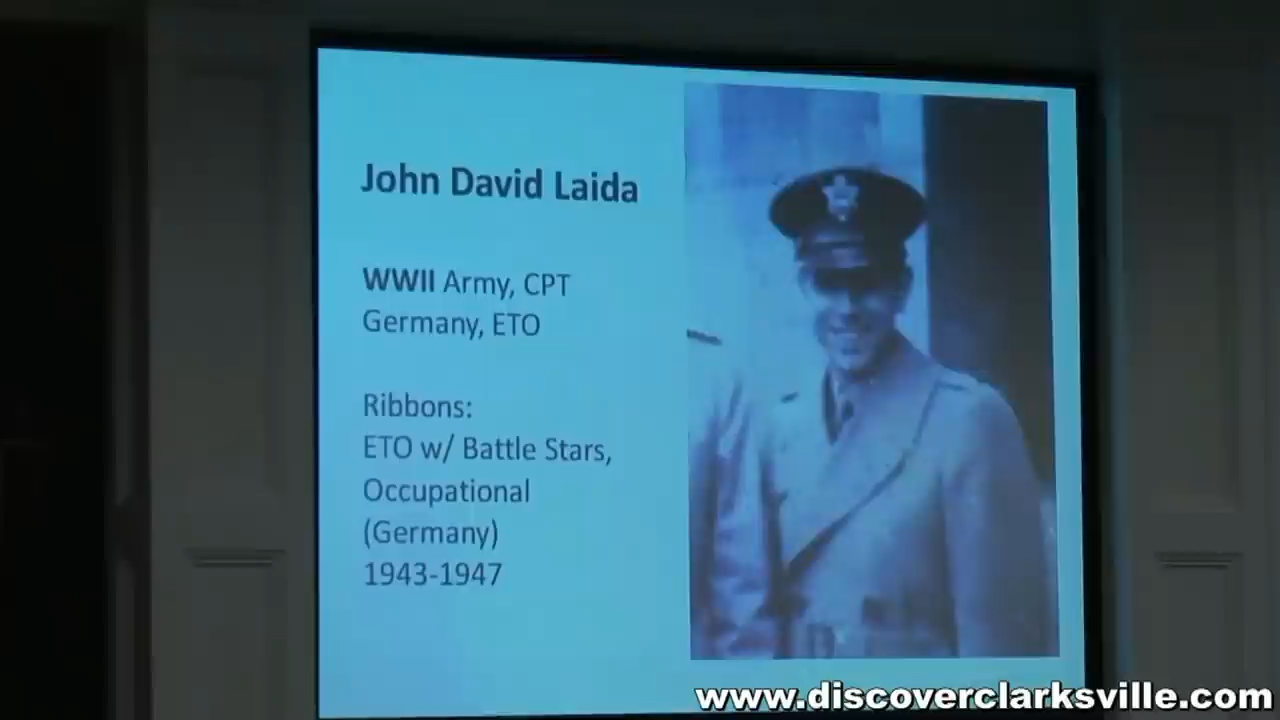 John David Laida
WWII Army, CPT
Germany, ETO
Ribbons:
ETO w/ Battle Stars,
Occupational
(Germany)
1943-1947
www.discoverclarksville.com